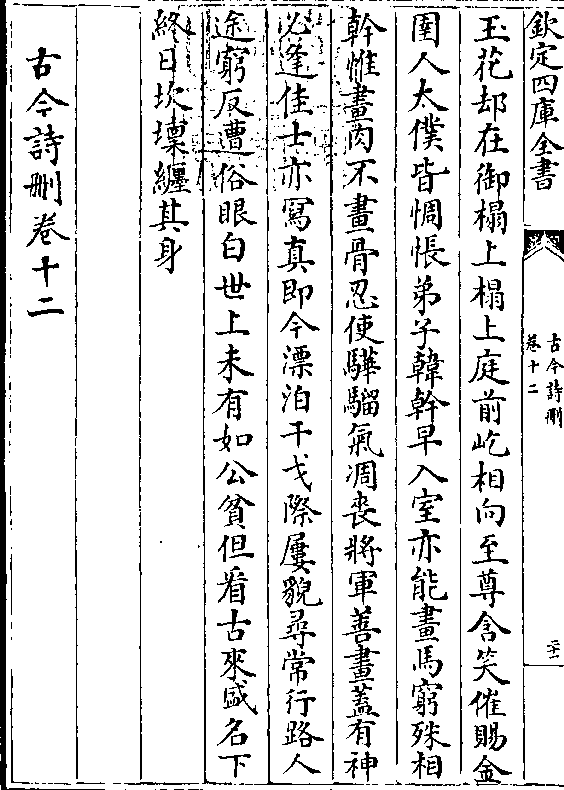 欽定四庫全書
古今詩刪
卷十二
二十一
玉花却在御榻上榻上庭前屹相向至尊含笑催賜金
圉人太僕皆惆悵弟子韓幹早入室亦能畫馬窮殊相
幹惟畫肉不畫骨忍使驊騮氣凋喪將軍善畫蓋有神
必逢佳士亦寫真即今漂泊干戈際屢貌尋常行路人
途窮反遭俗眼白世上未有如公貧但看古來盛名下
終日坎壈纏其身
古今詩刪卷十二